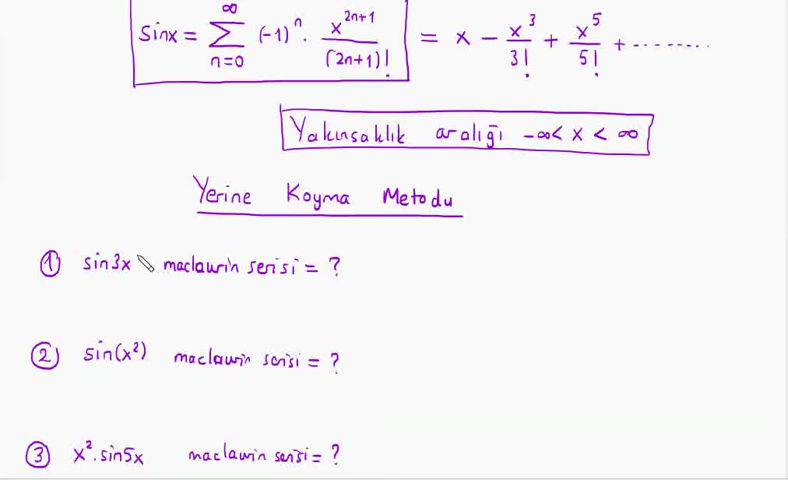 sinx = ∑_{n=0}^{∞} (-1)^n . x^{2n+1}/(2n+1)! = x - x^3/3! + x^5/5! + ........
Yakınsaklık aralığı -∞ < x < ∞
Yerine Koyma Metodu
① sin3x maclaurin serisi = ?
② sin(x²) maclaurin serisi = ?
③ x².sin5x maclaurin serisi = ?